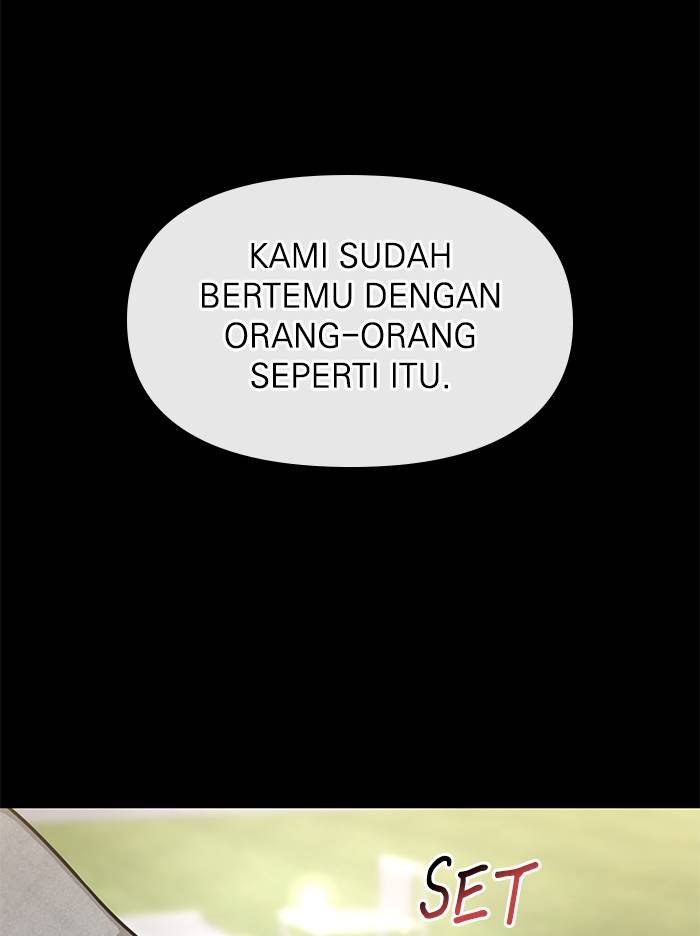 KAMI SUDAH
BERTEMU DENGAN
ORANG-ORANG
SEPERTI ITU.
SET